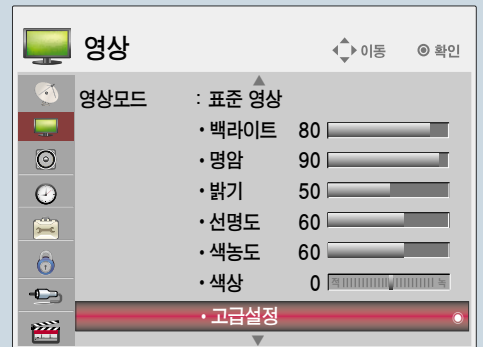 영상 이동 확인
영상모드 : 표준 영상
• 백라이트 80
• 명암 90
• 밝기 50
• 선명도 60
• 색농도 60
• 색상 0 적 녹
• 고급설정